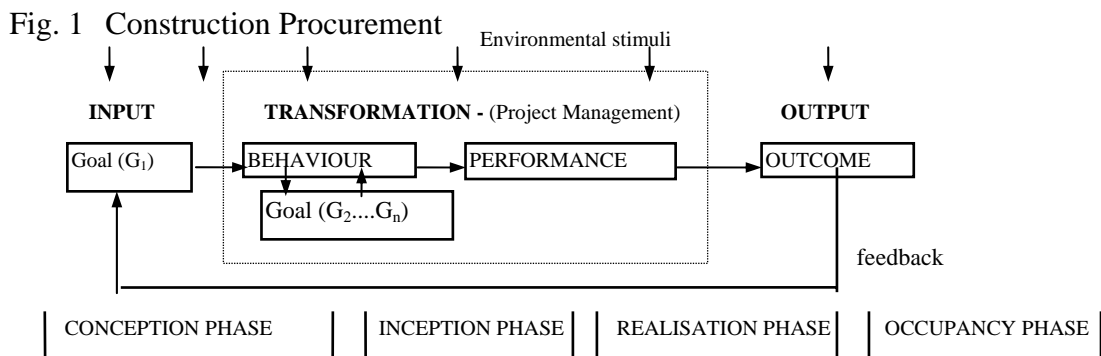 Fig. 1 Construction Procurement
Environmental stimuli
INPUT
TRANSFORMATION - (Project Management)
OUTPUT
Goal (G1)
BEHAVIOUR
PERFORMANCE
OUTCOME
Goal (G2....Gn)
feedback
CONCEPTION PHASE
INCEPTION PHASE
REALISATION PHASE
OCCUPANCY PHASE